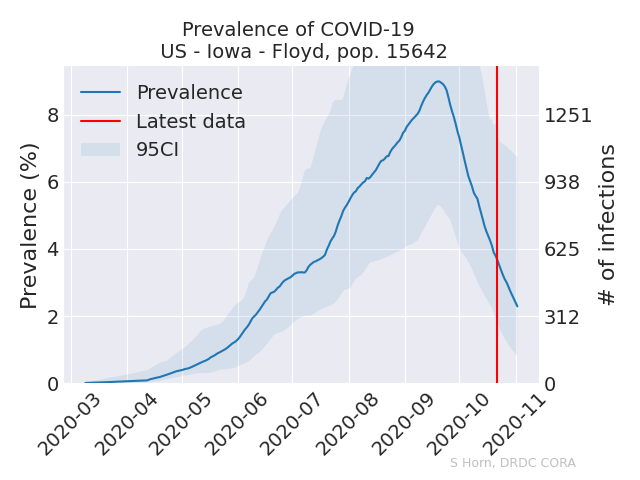 Prevalence of COVID-19
US - Iowa - Floyd, pop. 15642
Prevalence
Latest data
95CI
Prevalence (%)
8
6
4
2
0
1251
938
625
312
0
# of infections
2020-03
2020-04
2020-05
2020-06
2020-07
2020-08
2020-09
2020-10
2020-11
S Horn, DRDC CORA